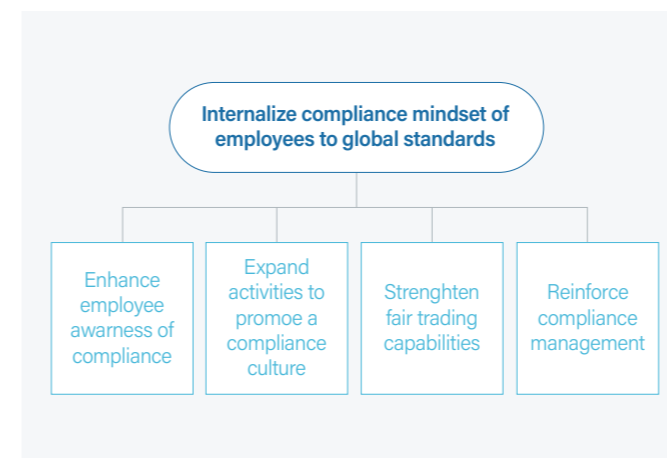 Internalize compliance mindset of
employees to global standards
Enhance
employee
awarness of
compliance
Expand
activities to
promoe a
compliance
culture
Strenghten
fair trading
capabilities
Reinforce
compliance
management